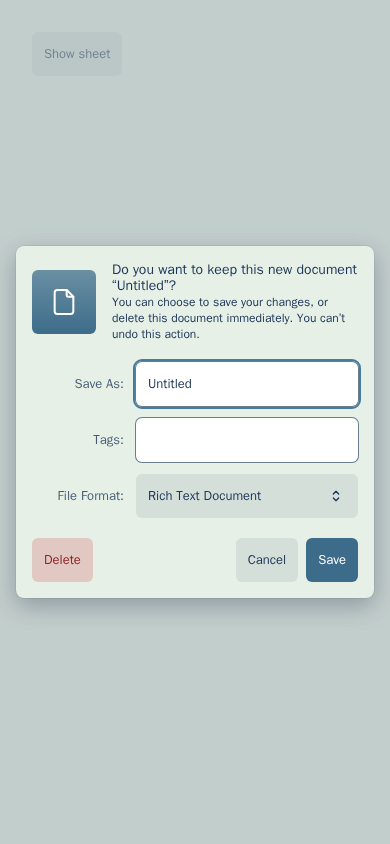 Show sheet
Do you want to keep this new document
“Untitled”?
You can choose to save your changes, or
delete this document immediately. You can’t
undo this action.
Save As:
Untitled
Tags:
File Format:
Rich Text Document
Delete
Cancel
Save